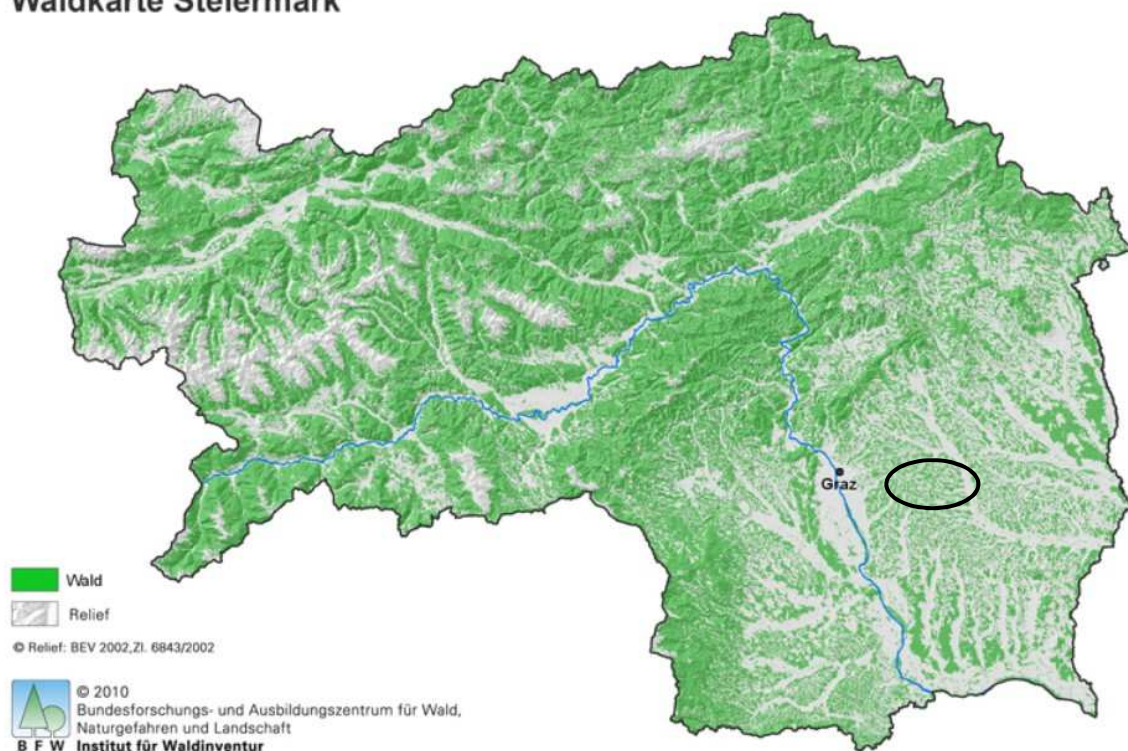 Waldkarte Steiermark
Graz
Wald
Relief
© Relief: BEV 2002,Zl. 6843/2002
© 2010
Bundesforschungs- und Ausbildungszentrum für Wald,
Naturgefahren und Landschaft
BFW Institut für Waldinventur